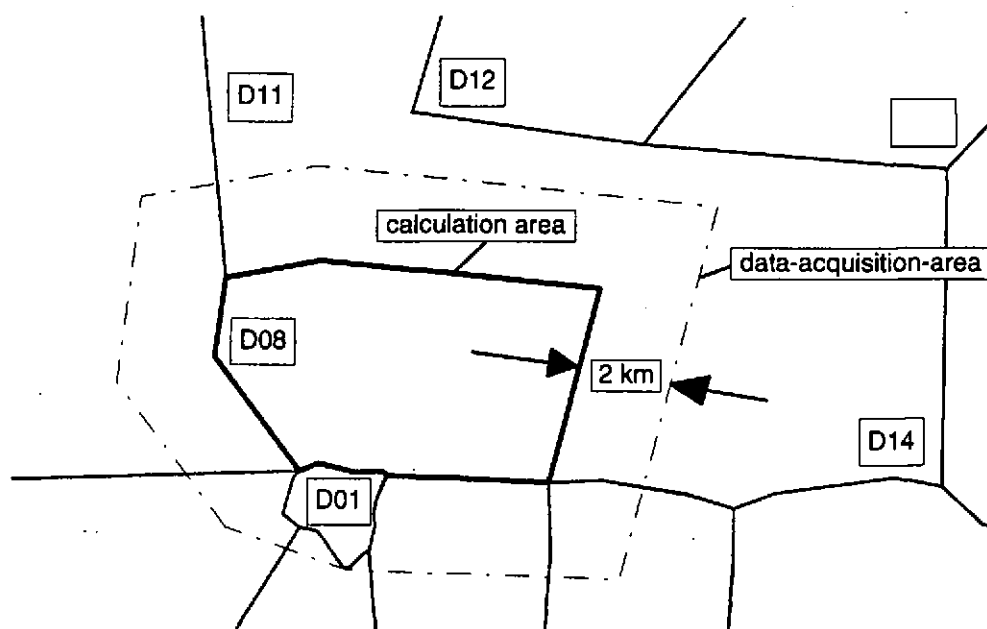 D12
D11
calculation area
data-acquisition-area
D08
2 km
D14
D01